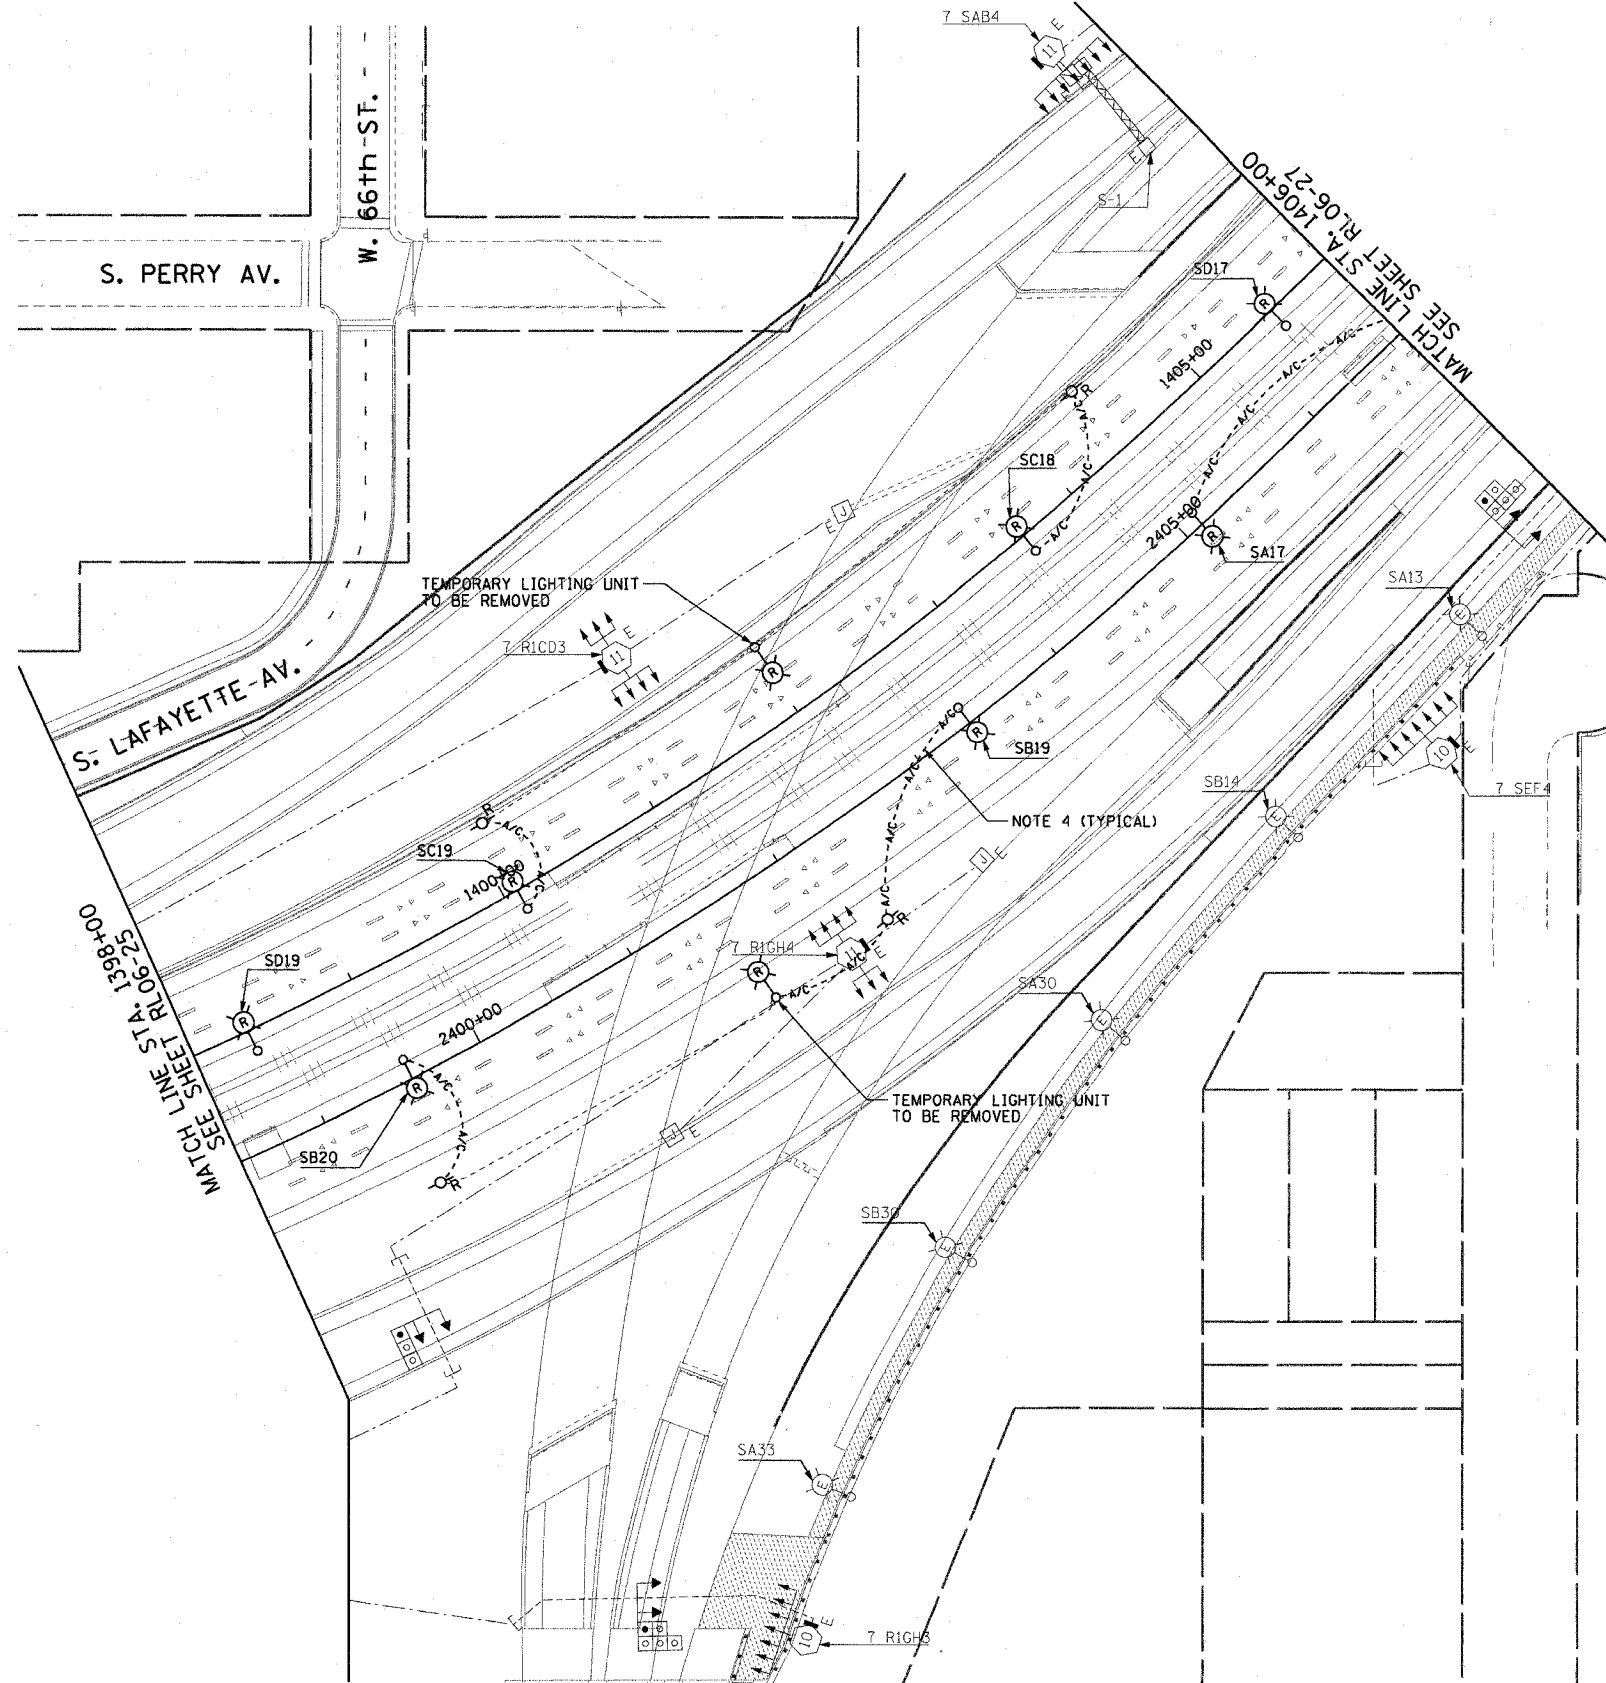 7 SAB4
E
11
E
E
S-1
W. 66th ST.
S. PERRY AV.
MATCH LINE STA. 1406+00
SEE SHEET RL06-27
SD17
R
1405+00
A/C
A/C
A/C
R
A/C
A/C
A/C
SC18
R
A/C
A/C
2405+00
R
SA17
J
E
SA13
E
TEMPORARY LIGHTING UNIT
TO BE REMOVED
7 R1CD3
11
E
R
S. LAFAYETTE AV.
A/C
R
SB19
A/C
10
E
7 SEF4
SB14
E
NOTE 4 (TYPICAL)
R
A/C
A/C
J
E
SC19
1400+00
R
A/C
R
7 R1GH4
11
E
A/C
R
A/C
SD19
R
MATCH LINE STA. 1398+00
SEE SHEET RL06-25
2400+00
SA30
E
R
A/C
A/C
TEMPORARY LIGHTING UNIT
TO BE REMOVED
J
E
SB20
R
SB30
E
E
E
SA33
E
E
10
E
7 R1GH3